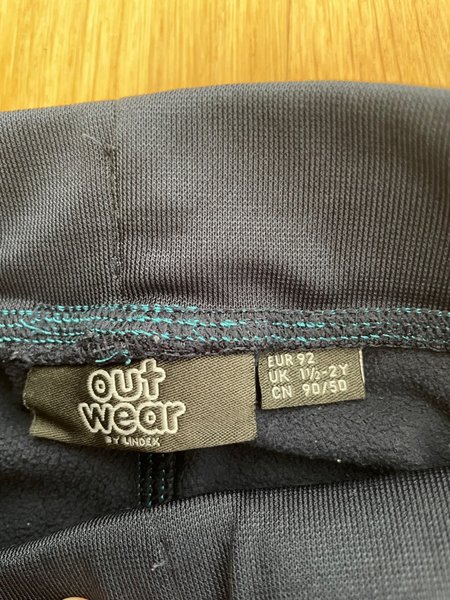 out
wear
BY LINDEX
EUR 92
UK 1½-2Y
CN 90/50